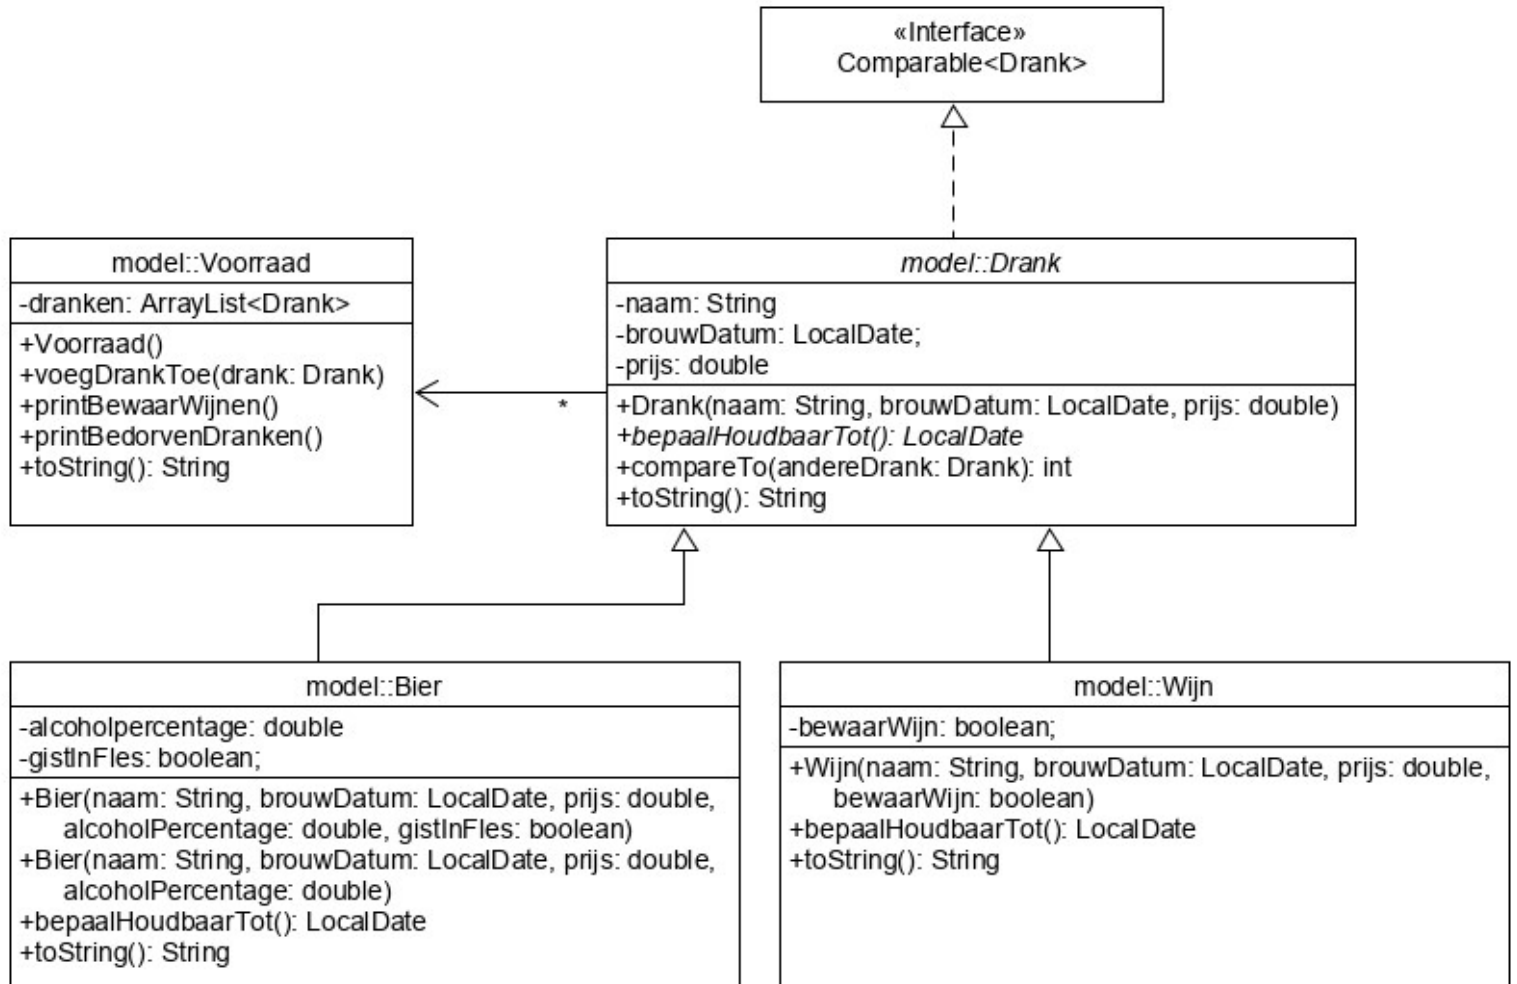 «Interface»
Comparable<Drank>
model::Voorraad
-dranken: ArrayList<Drank>
+Voorraad()
+voegDrankToe(drank: Drank)
+printBewaarWijnen()
+printBedorvenDranken()
+toString(): String
*
model::Drank
-naam: String
-brouwDatum: LocalDate;
-prijs: double
+Drank(naam: String, brouwDatum: LocalDate, prijs: double)
+bepaalHoudbaarTot(): LocalDate
+compareTo(andereDrank: Drank): int
+toString(): String
model::Bier
-alcoholpercentage: double
-gistInFles: boolean;
+Bier(naam: String, brouwDatum: LocalDate, prijs: double,
alcoholPercentage: double, gistInFles: boolean)
+Bier(naam: String, brouwDatum: LocalDate, prijs: double,
alcoholPercentage: double)
+bepaalHoudbaarTot(): LocalDate
+toString(): String
model::Wijn
-bewaarWijn: boolean;
+Wijn(naam: String, brouwDatum: LocalDate, prijs: double,
bewaarWijn: boolean)
+bepaalHoudbaarTot(): LocalDate
+toString(): String